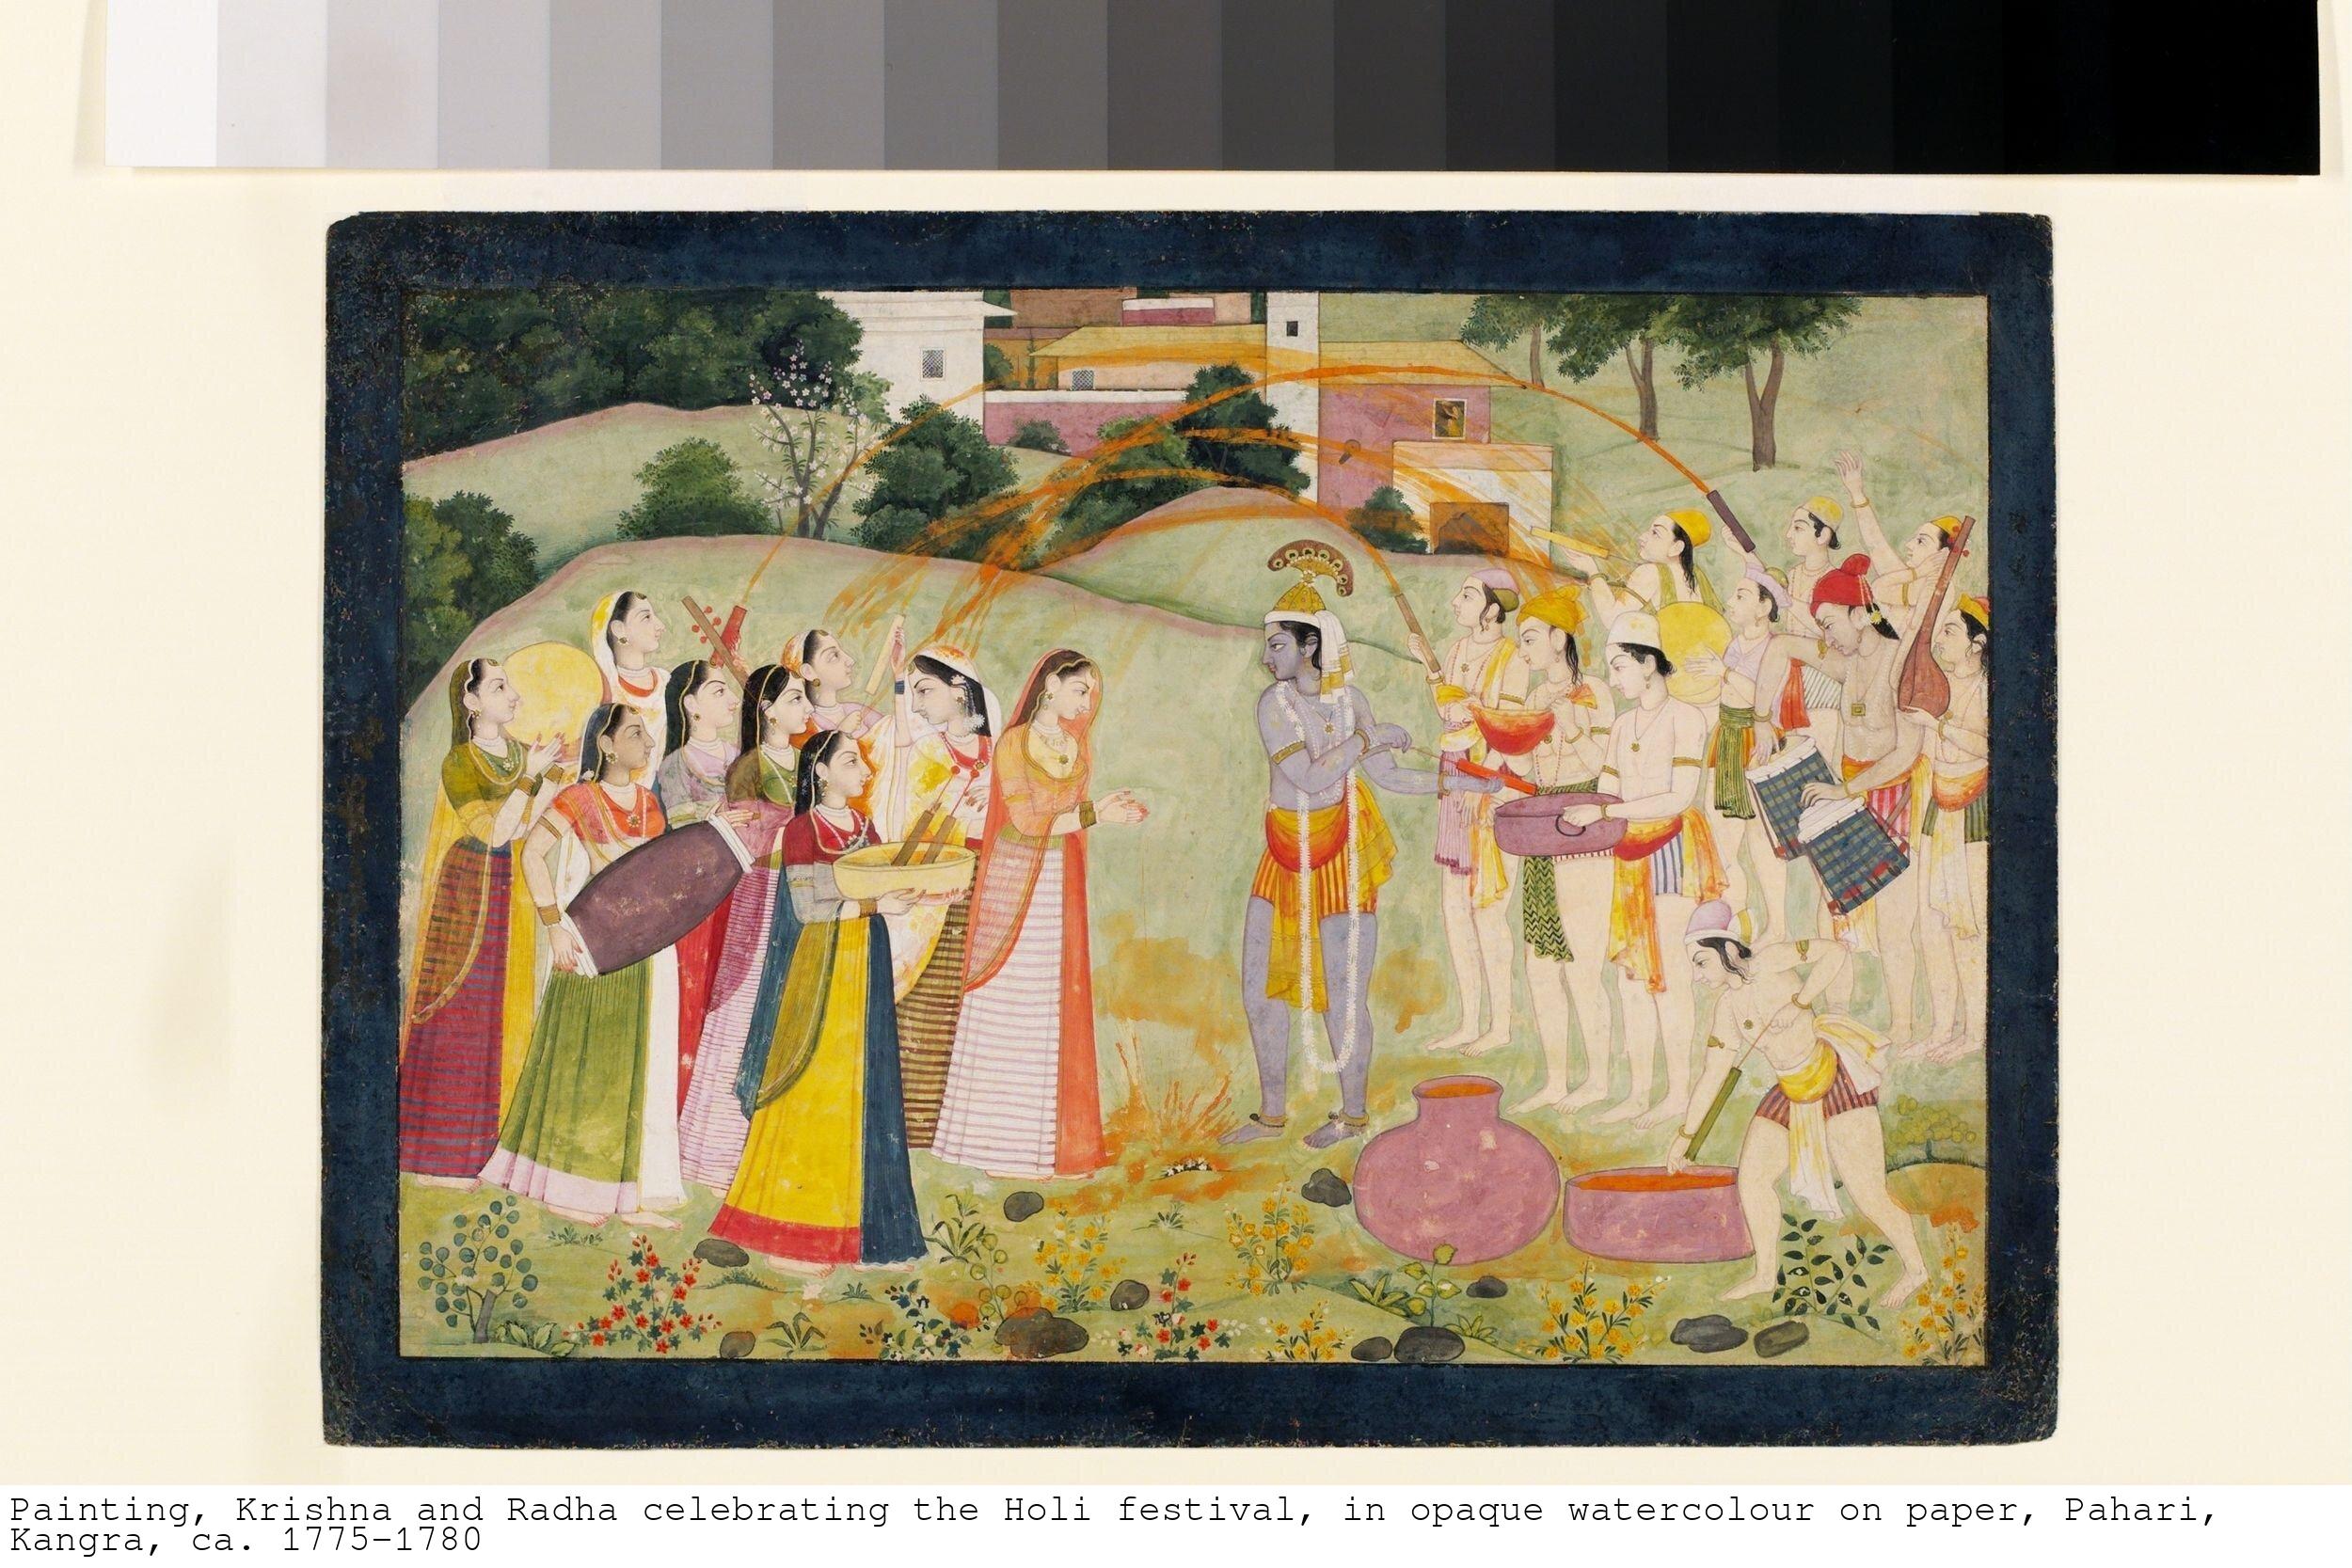 Painting, Krishna and Radha celebrating the Holi festival, in opaque watercolour on paper, Pahari,
Kangra, ca. 1775-1780